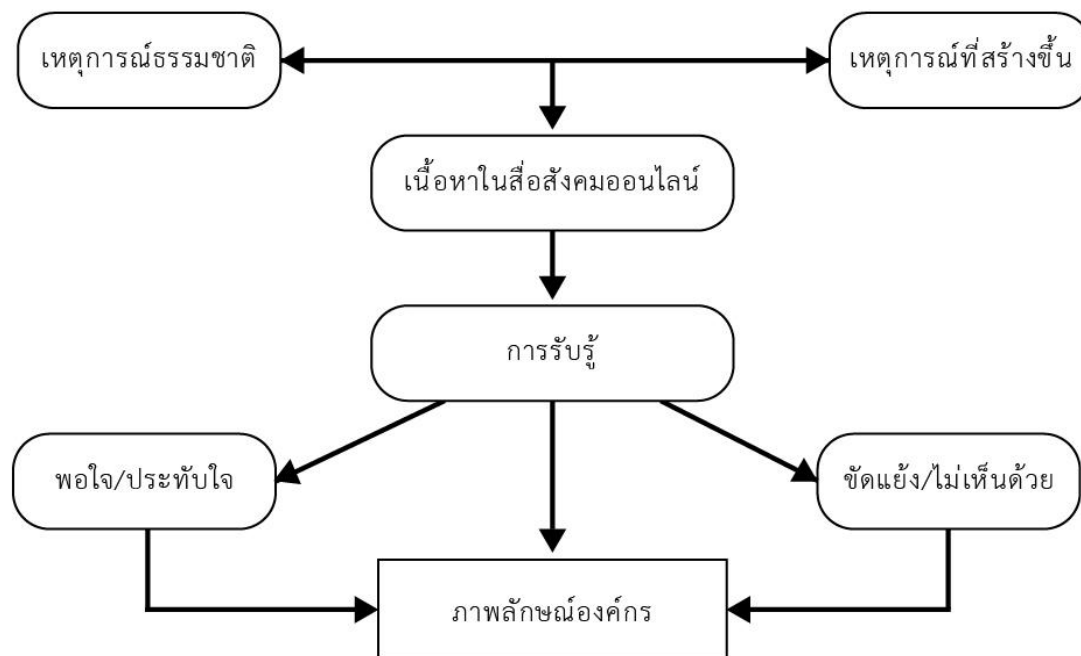 เหตุการณ์ธรรมชาติ
เหตุการณ์ที่สร้างขึ้น
เนื้อหาในสื่อสังคมออนไลน์
การรับรู้
พอใจ/ประทับใจ
ขัดแย้ง/ไม่เห็นด้วย
ภาพลักษณ์องค์กร